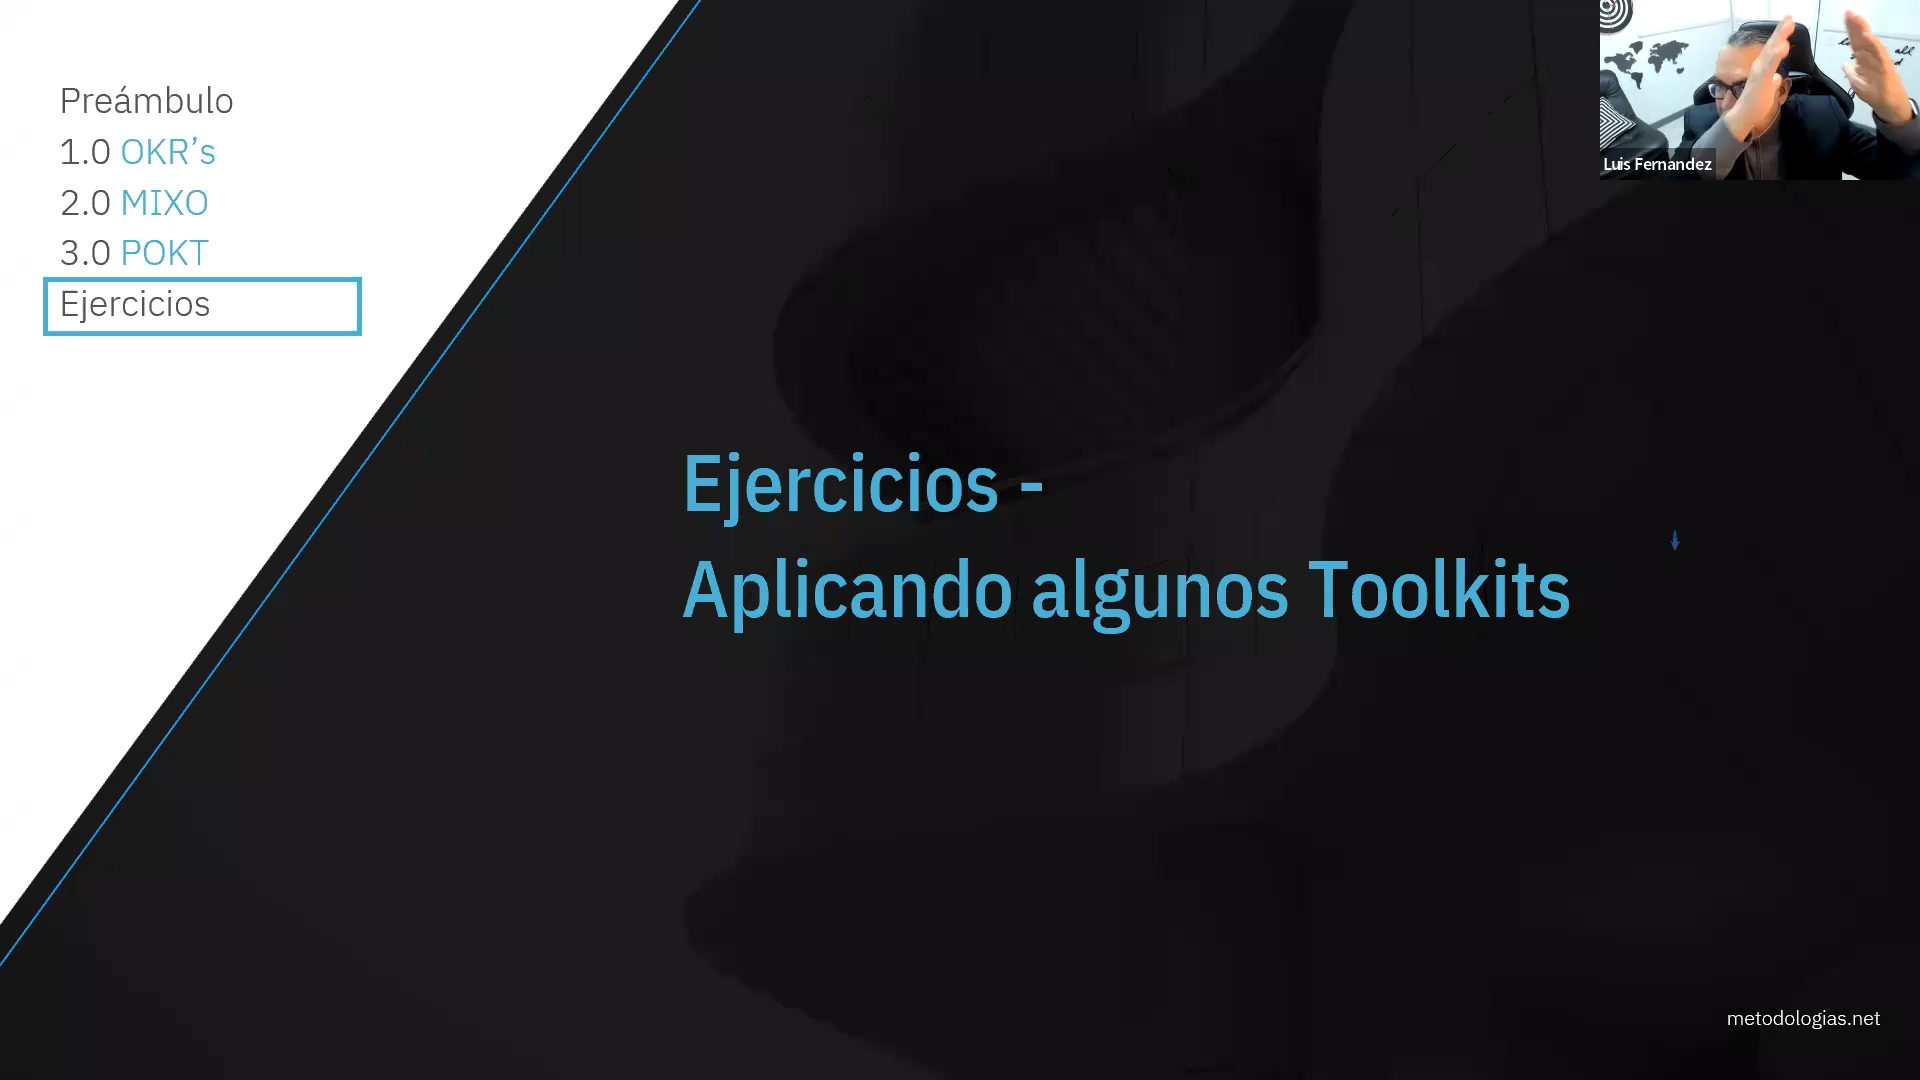 Preámbulo
1.0 OKR’s
2.0 MIXO
3.0 POKT
Ejercicios
Luis Fernandez
Ejercicios -
Aplicando algunos Toolkits
metodologias.net